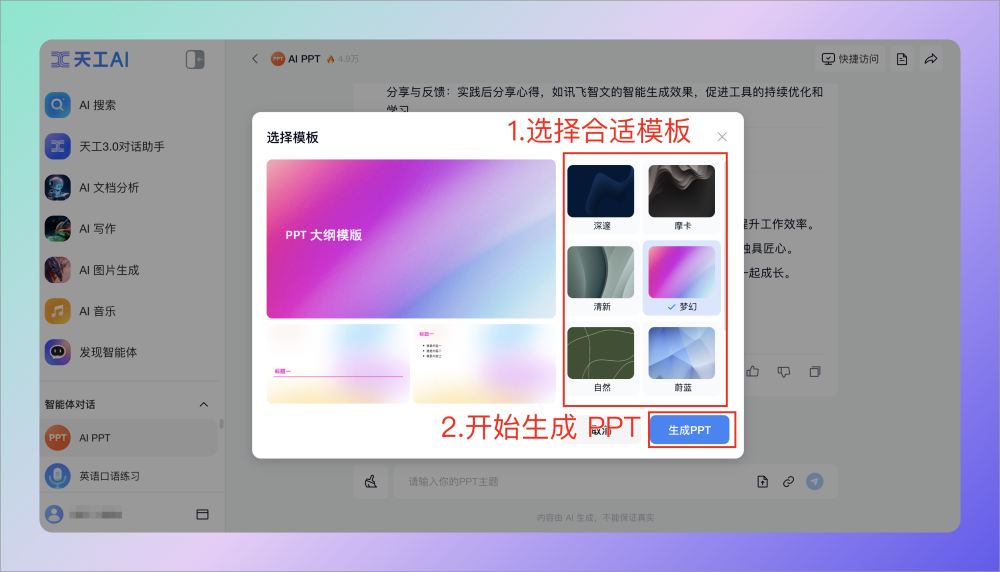 天工AI
AI 搜索
天工3.0对话助手
AI 文档分析
AI 写作
AI 图片生成
AI 音乐
发现智能体
智能体对话
PPT AI PPT
英语口语练习
PPT AI PPT 4.9万
快捷访问
分享与反馈：实践后分享心得，如讯飞智文的智能生成效果，促进工具的持续优化和
学习
提升工作效率。
独具匠心。
一起成长。
选择模板
1.选择合适模板
PPT 大纲模版
标题一
标题一
深邃
摩卡
清新
梦幻
自然
蔚蓝
2.开始生成 PPT
取消
生成PPT
请输入你的PPT主题
内容由 AI 生成，不能保证真实